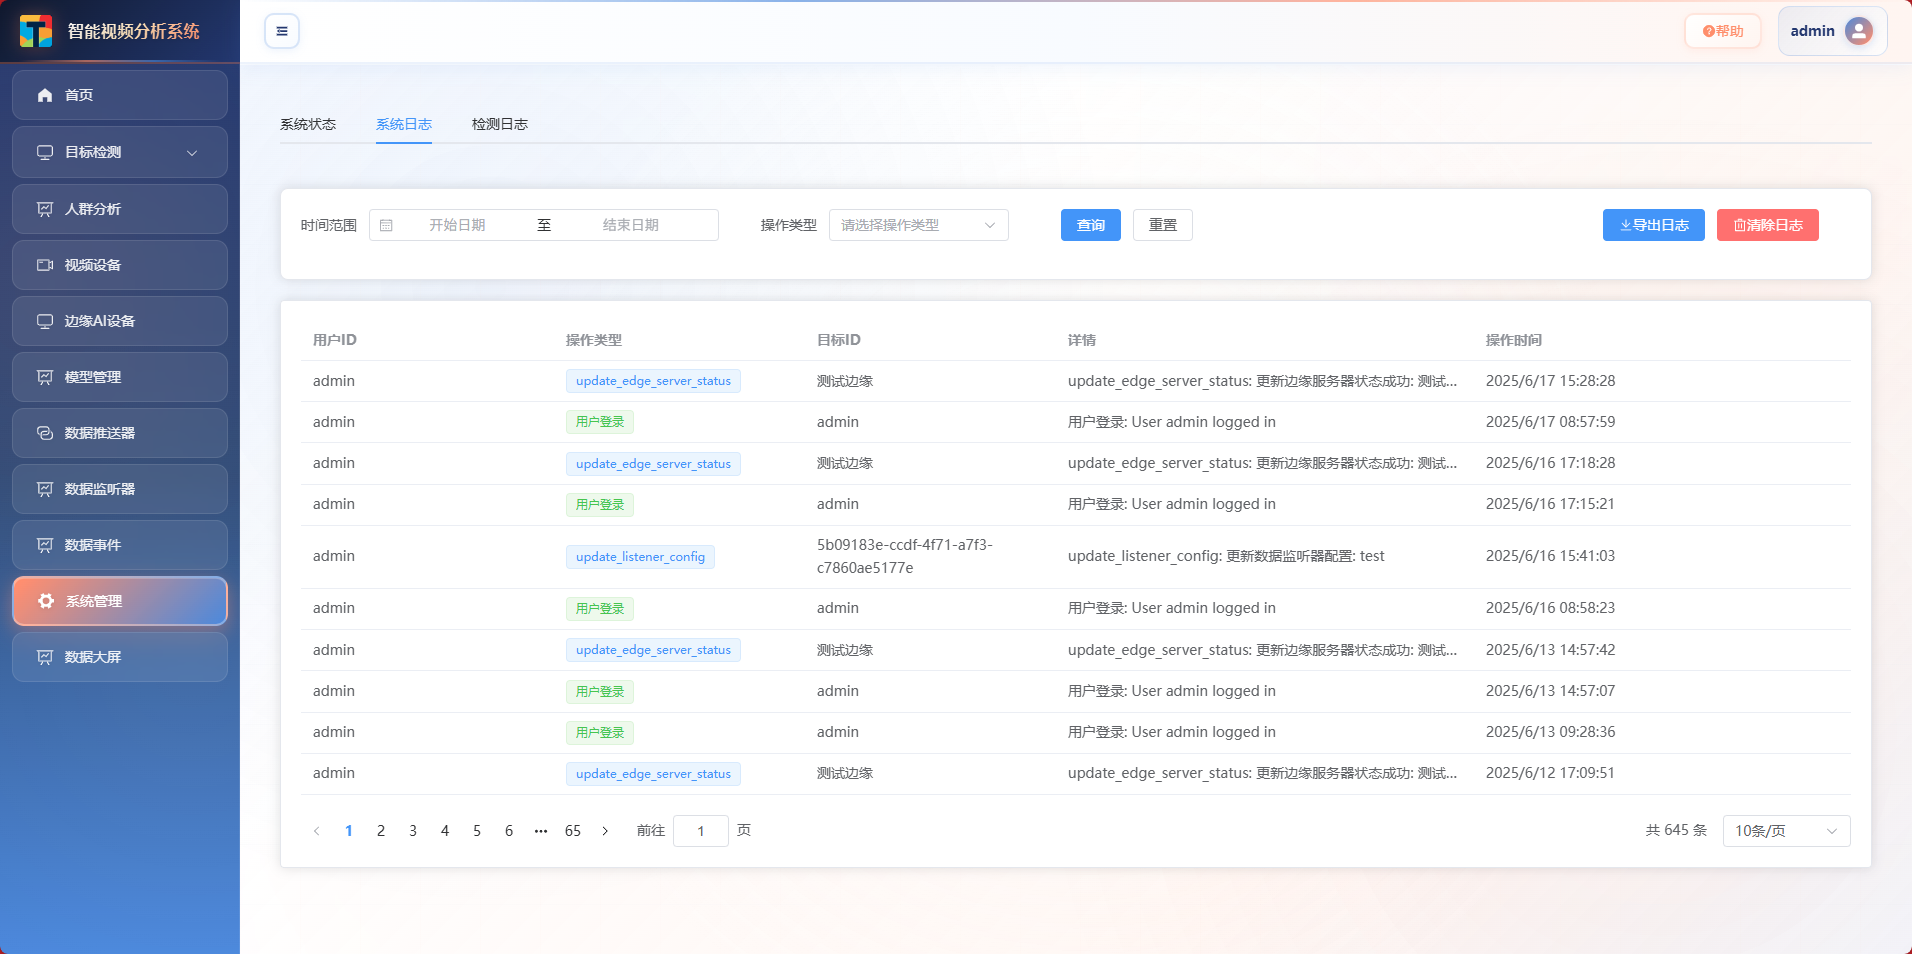 智能视频分析系统
帮助
admin
首页
目标检测
人群分析
视频设备
边缘AI设备
模型管理
数据推送器
数据监听器
数据事件
系统管理
数据大屏
系统状态 系统日志 检测日志
时间范围 开始日期 至 结束日期 操作类型 请选择操作类型 查询 重置 导出日志 清除日志
用户ID 操作类型 目标ID 详情 操作时间
admin update_edge_server_status 测试边缘 update_edge_server_status: 更新边缘服务器状态成功: 测试... 2025/6/17 15:28:28
admin 用户登录 admin 用户登录: User admin logged in 2025/6/17 08:57:59
admin update_edge_server_status 测试边缘 update_edge_server_status: 更新边缘服务器状态成功: 测试... 2025/6/16 17:18:28
admin 用户登录 admin 用户登录: User admin logged in 2025/6/16 17:15:21
admin update_listener_config 5b09183e-ccdf-4f71-a7f3-
c7860ae5177e update_listener_config: 更新数据监听器配置: test 2025/6/16 15:41:03
admin 用户登录 admin 用户登录: User admin logged in 2025/6/16 08:58:23
admin update_edge_server_status 测试边缘 update_edge_server_status: 更新边缘服务器状态成功: 测试... 2025/6/13 14:57:42
admin 用户登录 admin 用户登录: User admin logged in 2025/6/13 14:57:07
admin 用户登录 admin 用户登录: User admin logged in 2025/6/13 09:28:36
admin update_edge_server_status 测试边缘 update_edge_server_status: 更新边缘服务器状态成功: 测试... 2025/6/12 17:09:51
1 2 3 4 5 6 ... 65 前往 1 页 共 645 条 10条/页